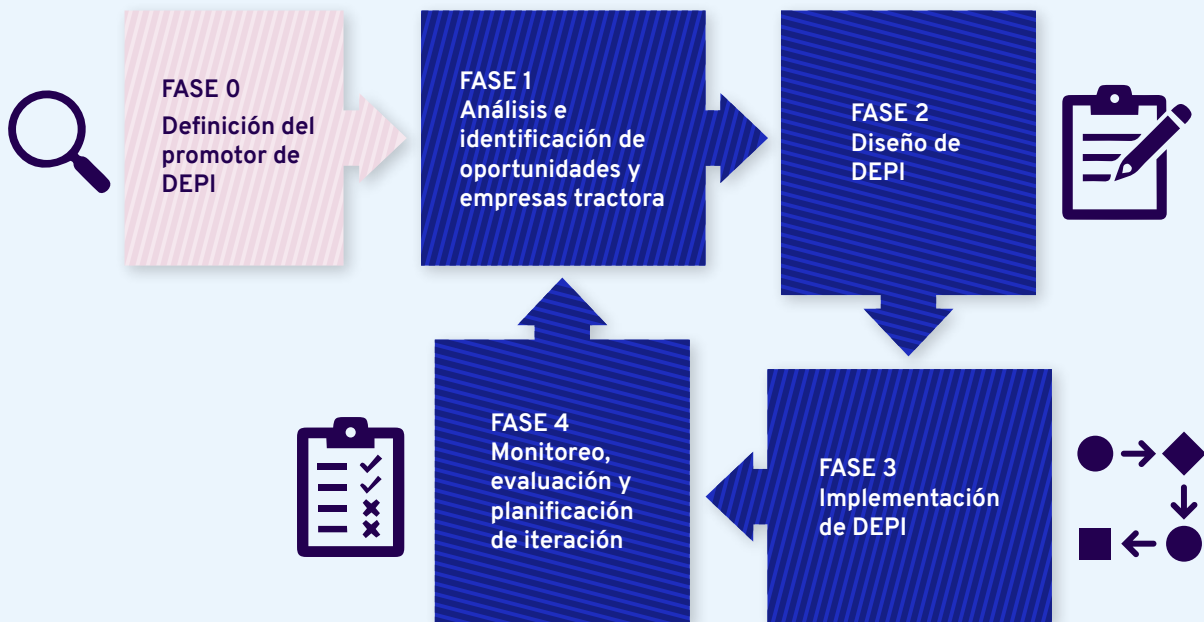 FASE 0
Definición del
promotor de
DEPI
FASE 1
Análisis e
identificación de
oportunidades y
empresas tractora
FASE 2
Diseño de
DEPI
FASE 3
Implementación
de DEPI
FASE 4
Monitoreo,
evaluación y
planificación
de iteración